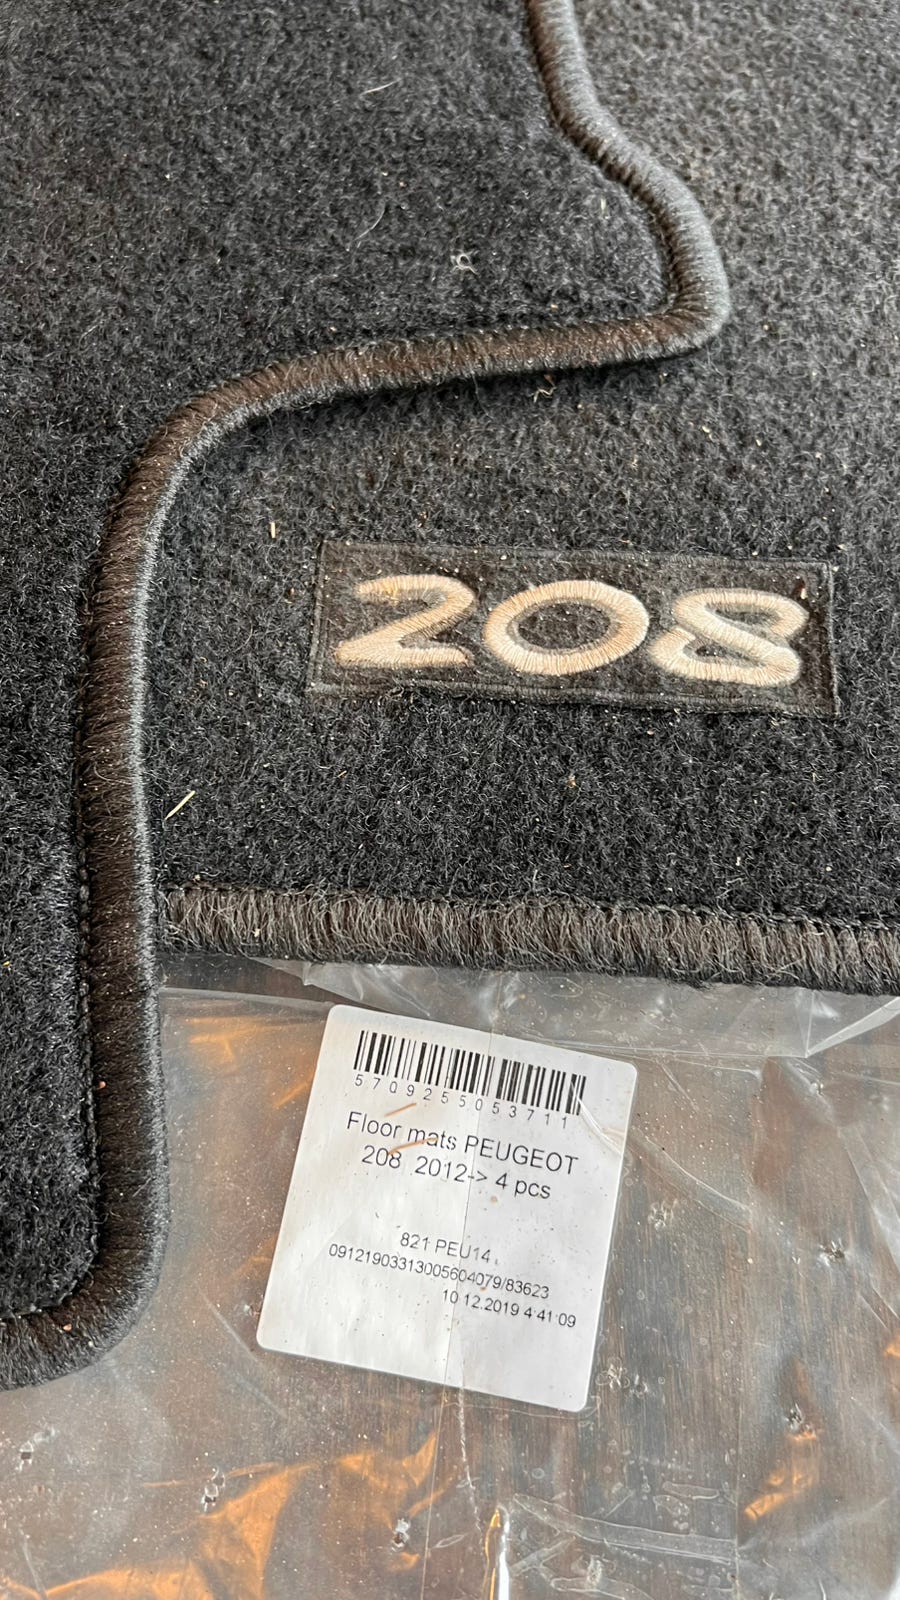 208
5709255053711
Floor mats PEUGEOT
208 2012-> 4 pcs
821 PEU14
09121903313005604079/83623
10.12.2019 4:41:09